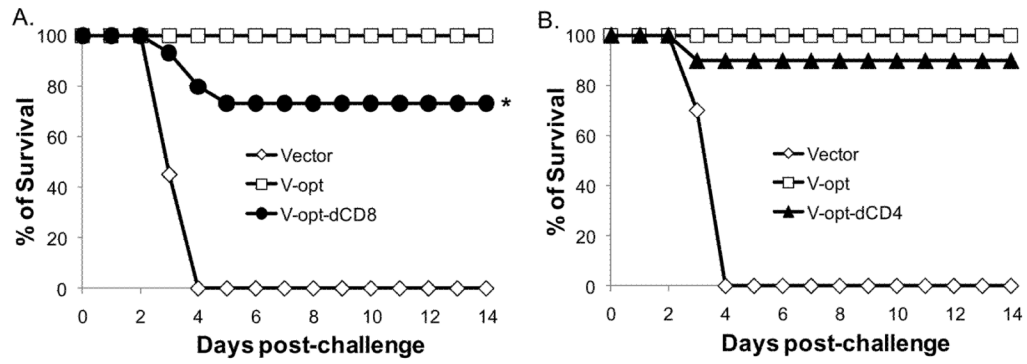 A.
100
80
60
40
20
0
% of Survival
Vector
V-opt
V-opt-dCD8
*
0 2 4 6 8 10 12 14
Days post-challenge
B.
100
80
60
40
20
0
% of Survival
Vector
V-opt
V-opt-dCD4
0 2 4 6 8 10 12 14
Days post-challenge